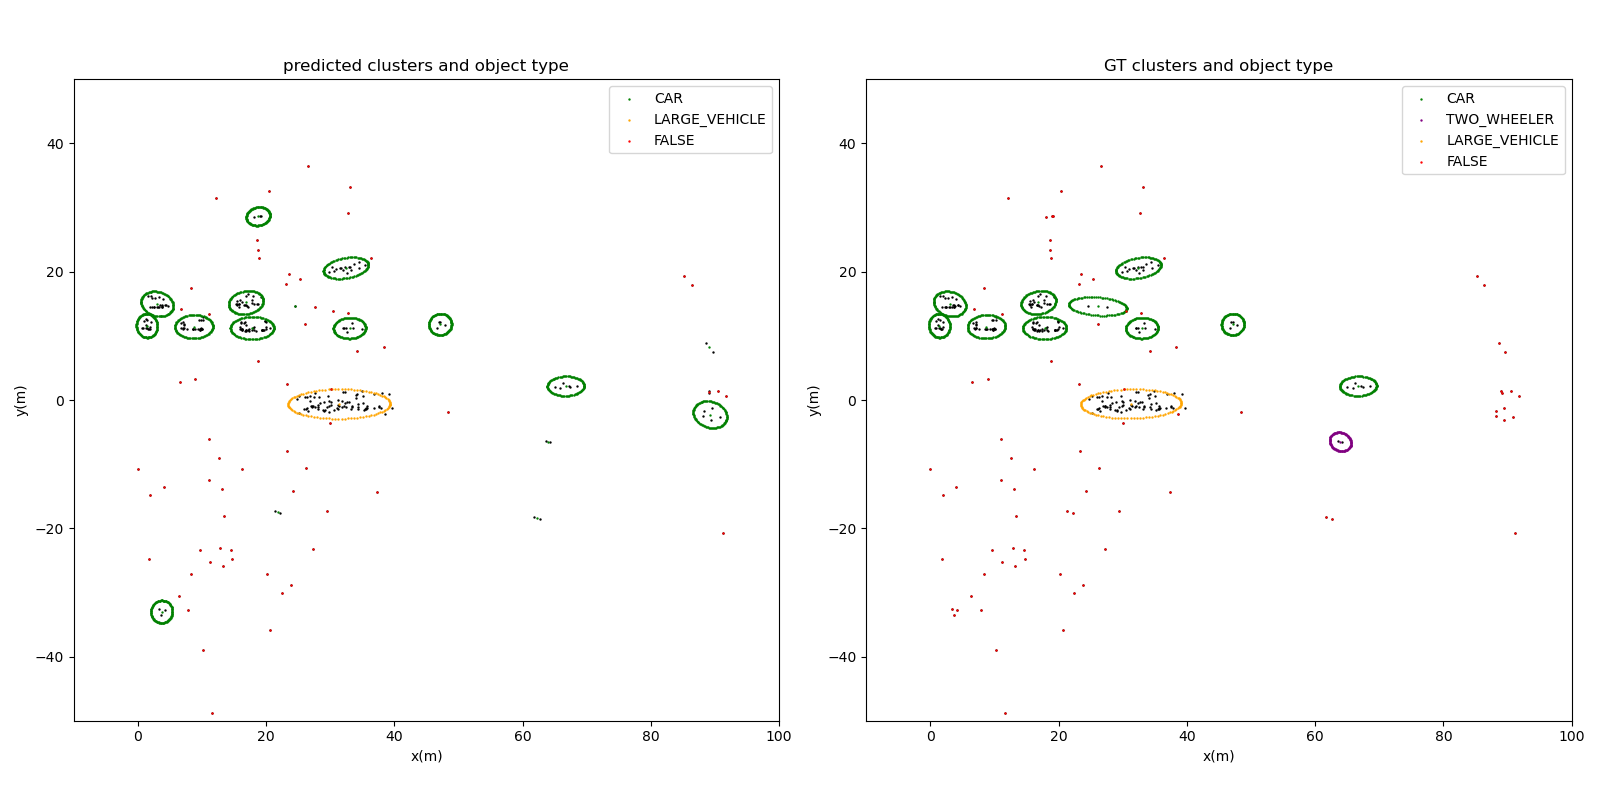 predicted clusters and object type
CAR
LARGE_VEHICLE
FALSE
40
20
0
−20
−40
y(m)
0 20 40 60 80 100
x(m)
GT clusters and object type
CAR
TWO_WHEELER
LARGE_VEHICLE
FALSE
40
20
0
−20
−40
y(m)
0 20 40 60 80 100
x(m)